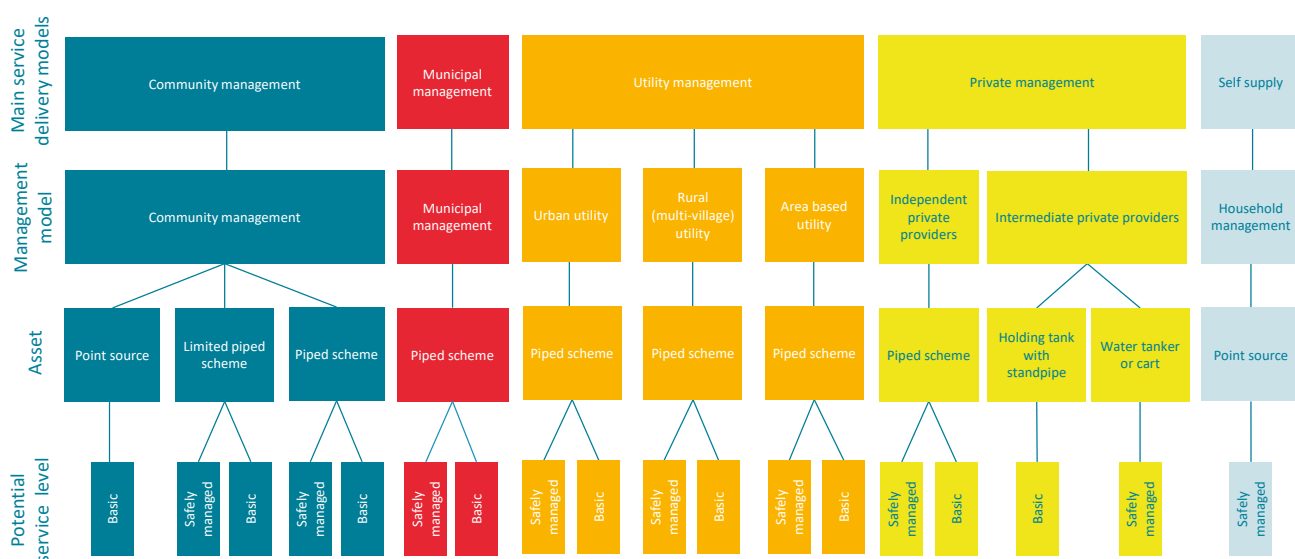 Main service
delivery models
Community management
Municipal
management
Utility management
Private management
Self supply
Management
model
Community management
Municipal
management
Urban utility
Rural
(multi-village)
utility
Area based
utility
Independent
private
providers
Intermediate private providers
Household
management
Asset
Point source
Limited piped
scheme
Piped scheme
Piped scheme
Piped scheme
Piped scheme
Piped scheme
Piped scheme
Holding tank
with
standpipe
Water tanker
or cart
Point source
Potential
service level
Basic
Safely
managed
Basic
Safely
managed
Basic
Safely
managed
Basic
Safely
managed
Basic
Safely
managed
Basic
Safely
managed
Basic
Safely
managed
Basic
Basic
Safely
managed
Safely
managed